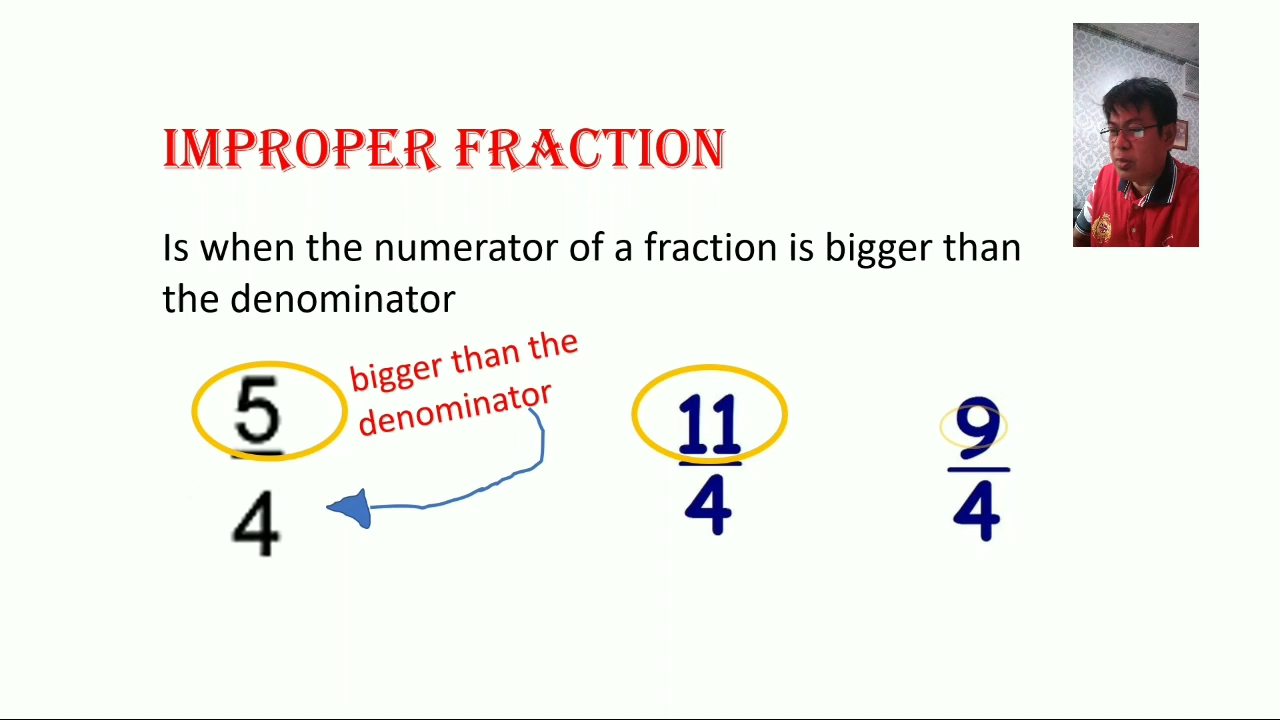 IMPROPER FRACTION
Is when the numerator of a fraction is bigger than
the denominator
bigger than the
denominator
5
4
11
4
9
4